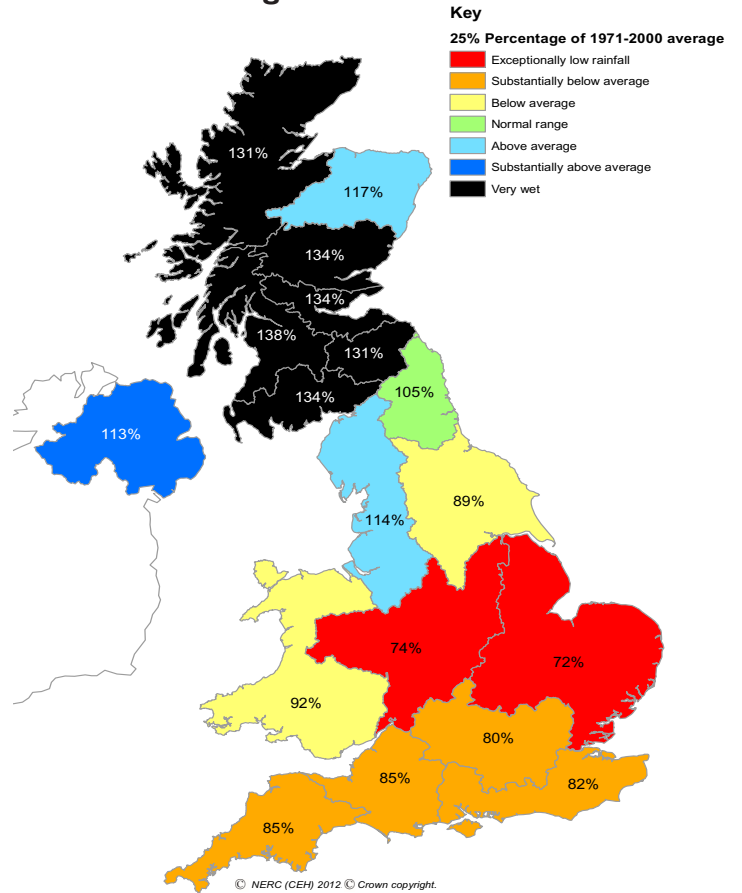 Key
25% Percentage of 1971-2000 average
Exceptionally low rainfall
Substantially below average
Below average
Normal range
Above average
Substantially above average
Very wet
131%
117%
134%
134%
138%
131%
134%
105%
113%
89%
114%
74%
72%
92%
80%
85%
82%
85%
© NERC (CEH) 2012 © Crown copyright.